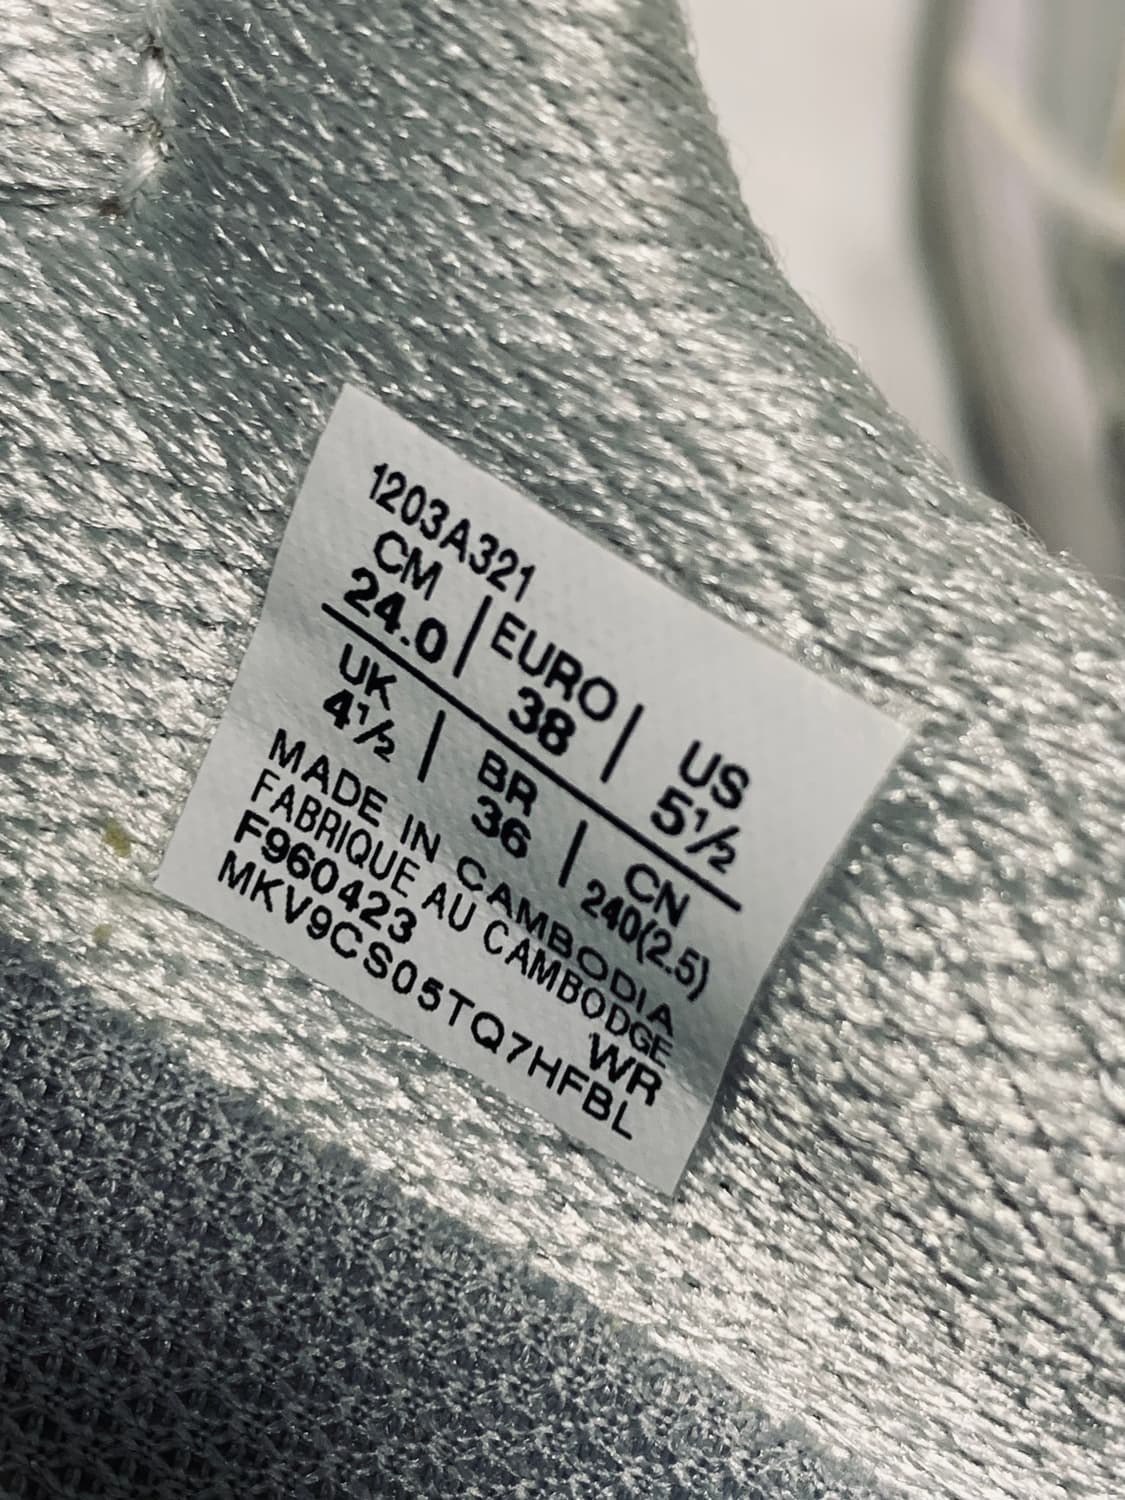 1203A321
CM | EURO | US
24.0 | 38 | 5½
UK | BR | CN
4½ | 36 | 240(2.5)
MADE IN CAMBODIA
FABRIQUE AU CAMBODGE
F960423 WR
MKV9CS05TQ7HFBL